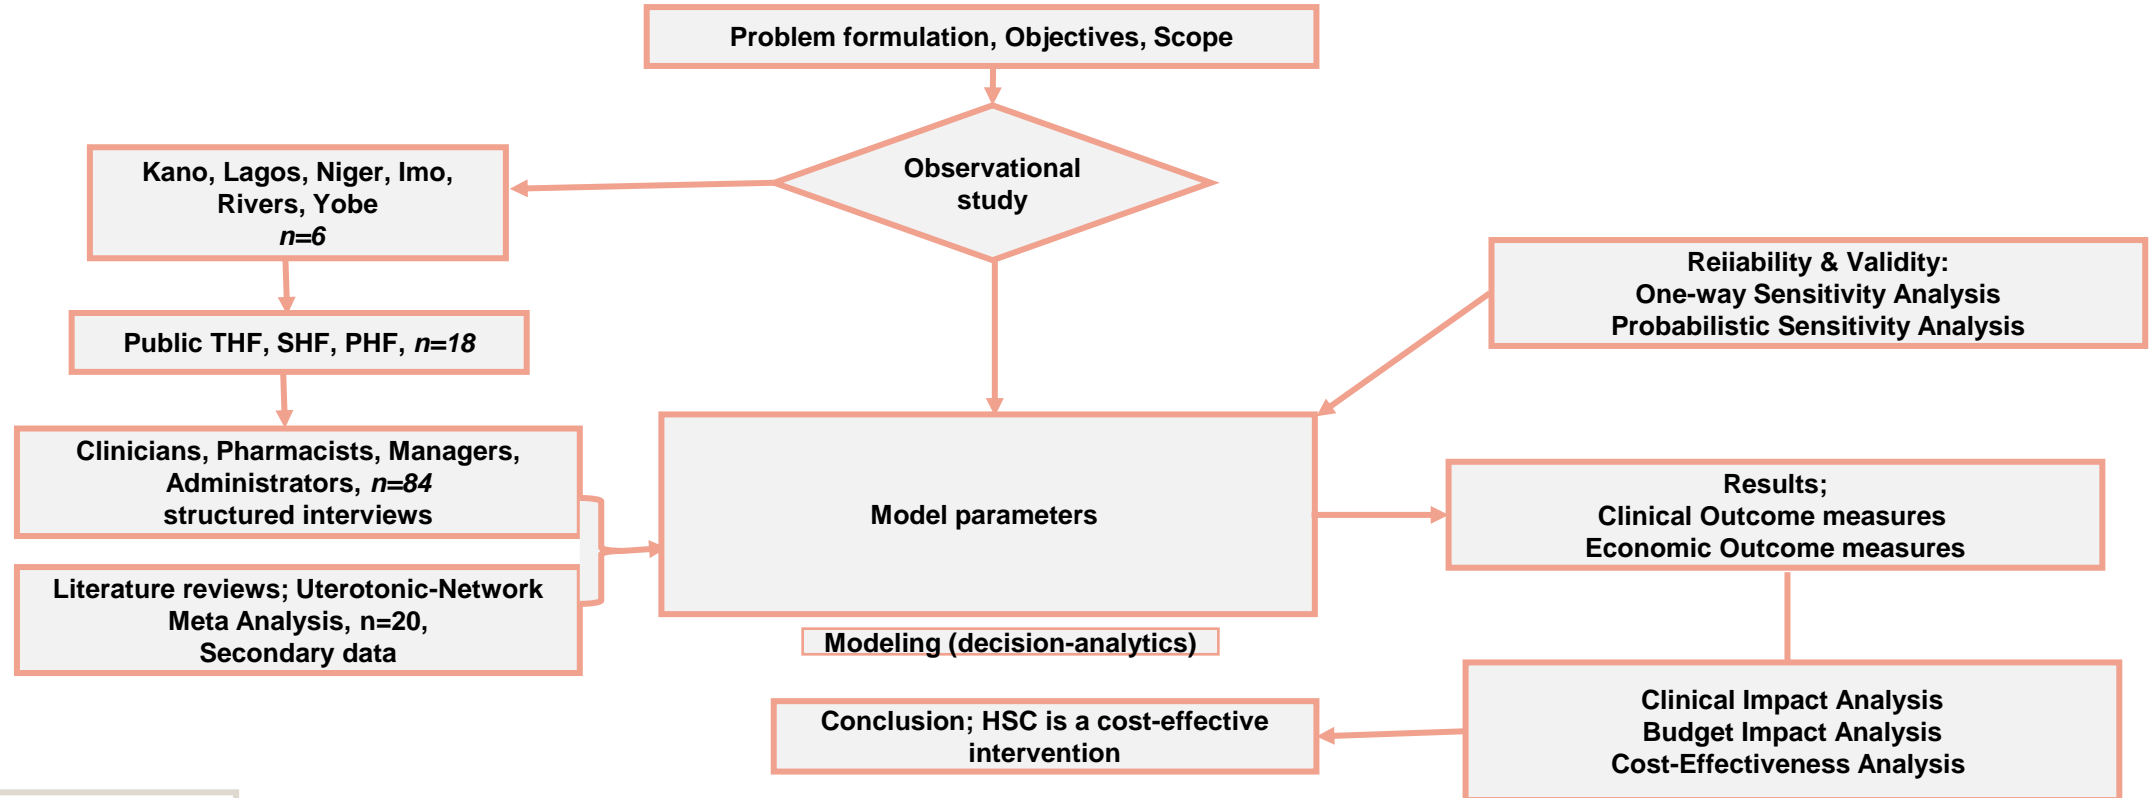 Problem formulation, Objectives, Scope
Observational
study
Kano, Lagos, Niger, Imo,
Rivers, Yobe
n=6
Public THF, SHF, PHF, n=18
Clinicians, Pharmacists, Managers,
Administrators, n=84
structured interviews
Literature reviews; Uterotonic-Network
Meta Analysis, n=20,
Secondary data
Model parameters
Modeling (decision-analytics)
Reiiability & Validity:
One-way Sensitivity Analysis
Probabilistic Sensitivity Analysis
Results;
Clinical Outcome measures
Economic Outcome measures
Clinical Impact Analysis
Budget Impact Analysis
Cost-Effectiveness Analysis
Conclusion; HSC is a cost-effective
intervention